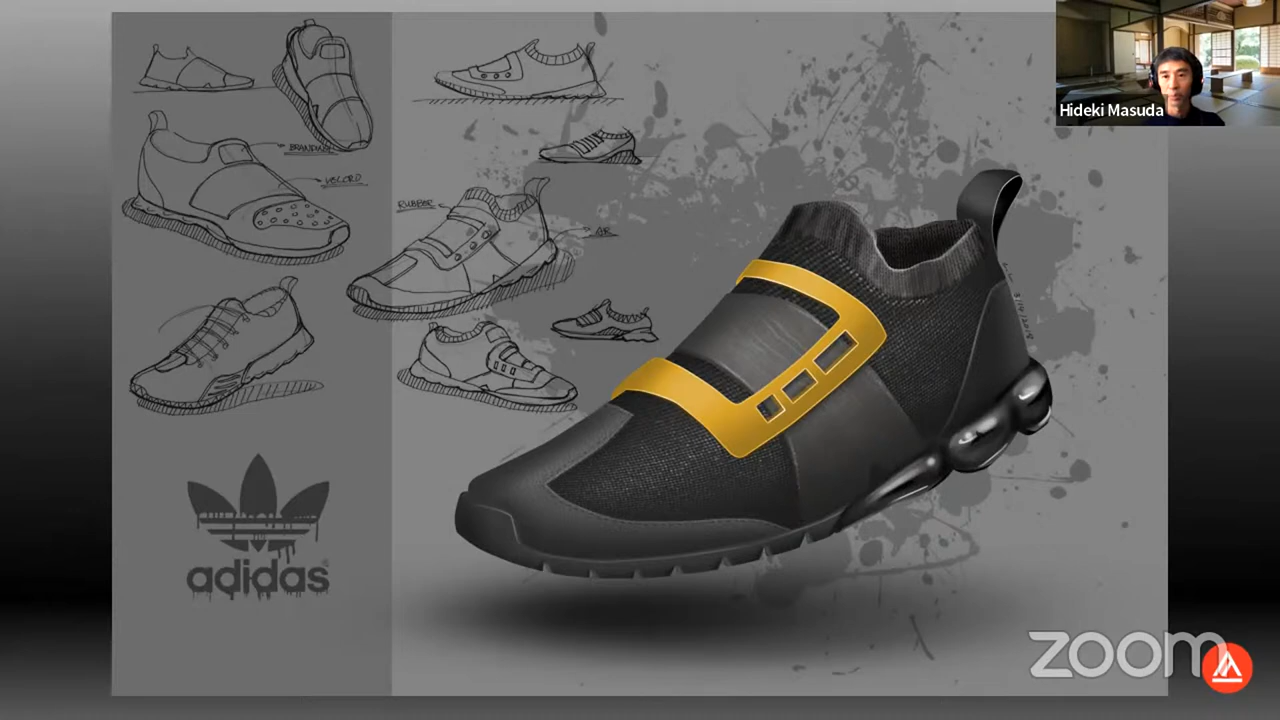 Hideki Masuda
BRANDING
VELCRO
RUBBER
AIR
adidas
zoom